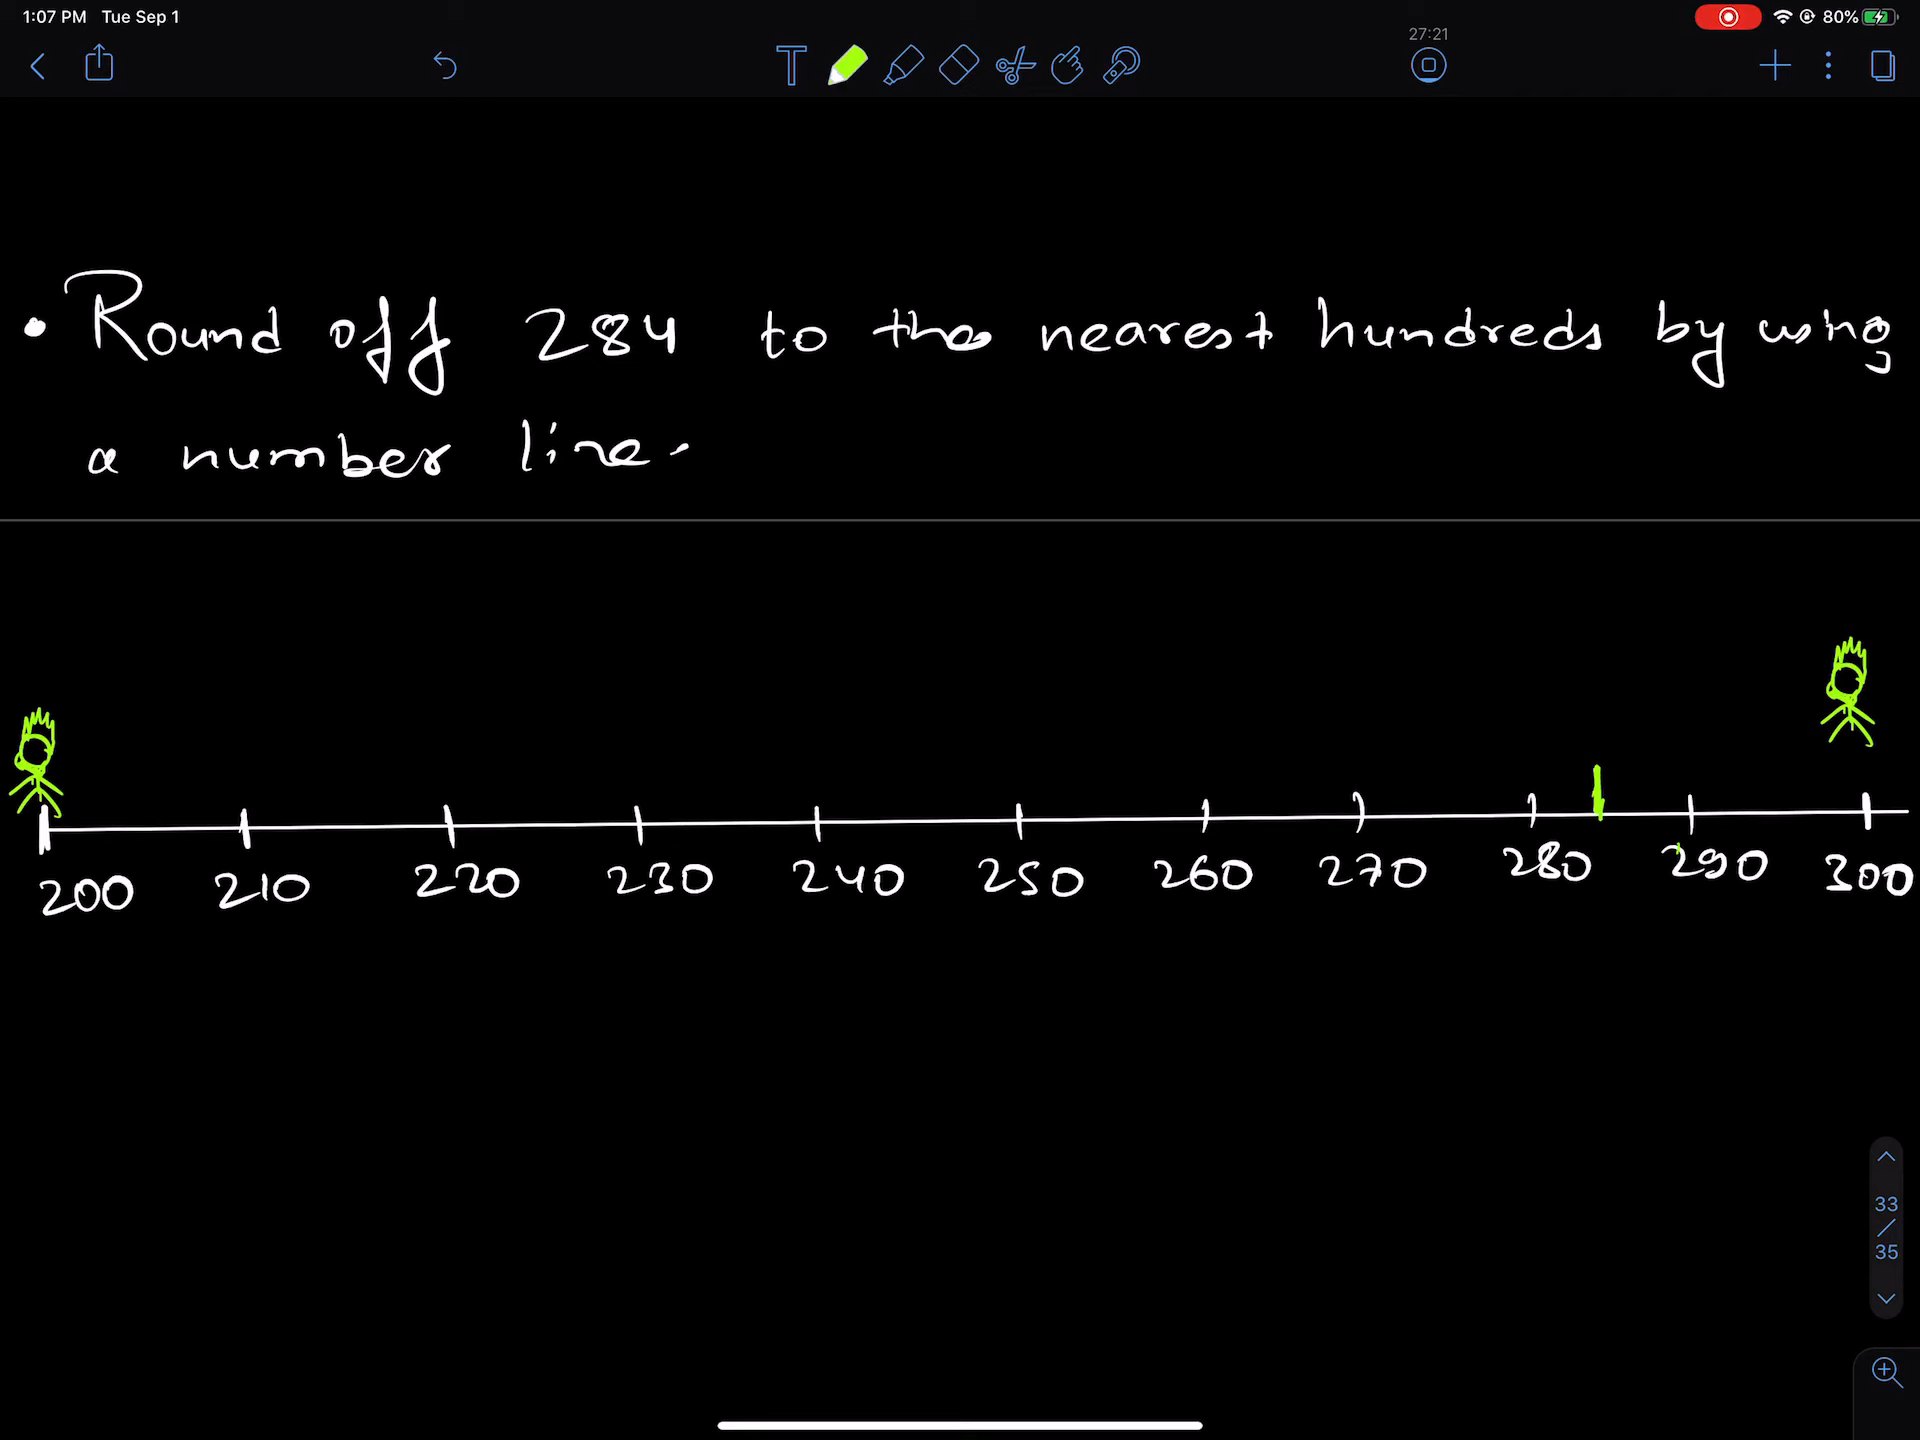 1:07 PM Tue Sep 1
80%
27:21
• Round off 284 to the nearest hundreds by using
a number line.
200 210 220 230 240 250 260 270 280 290 300
33
/
35